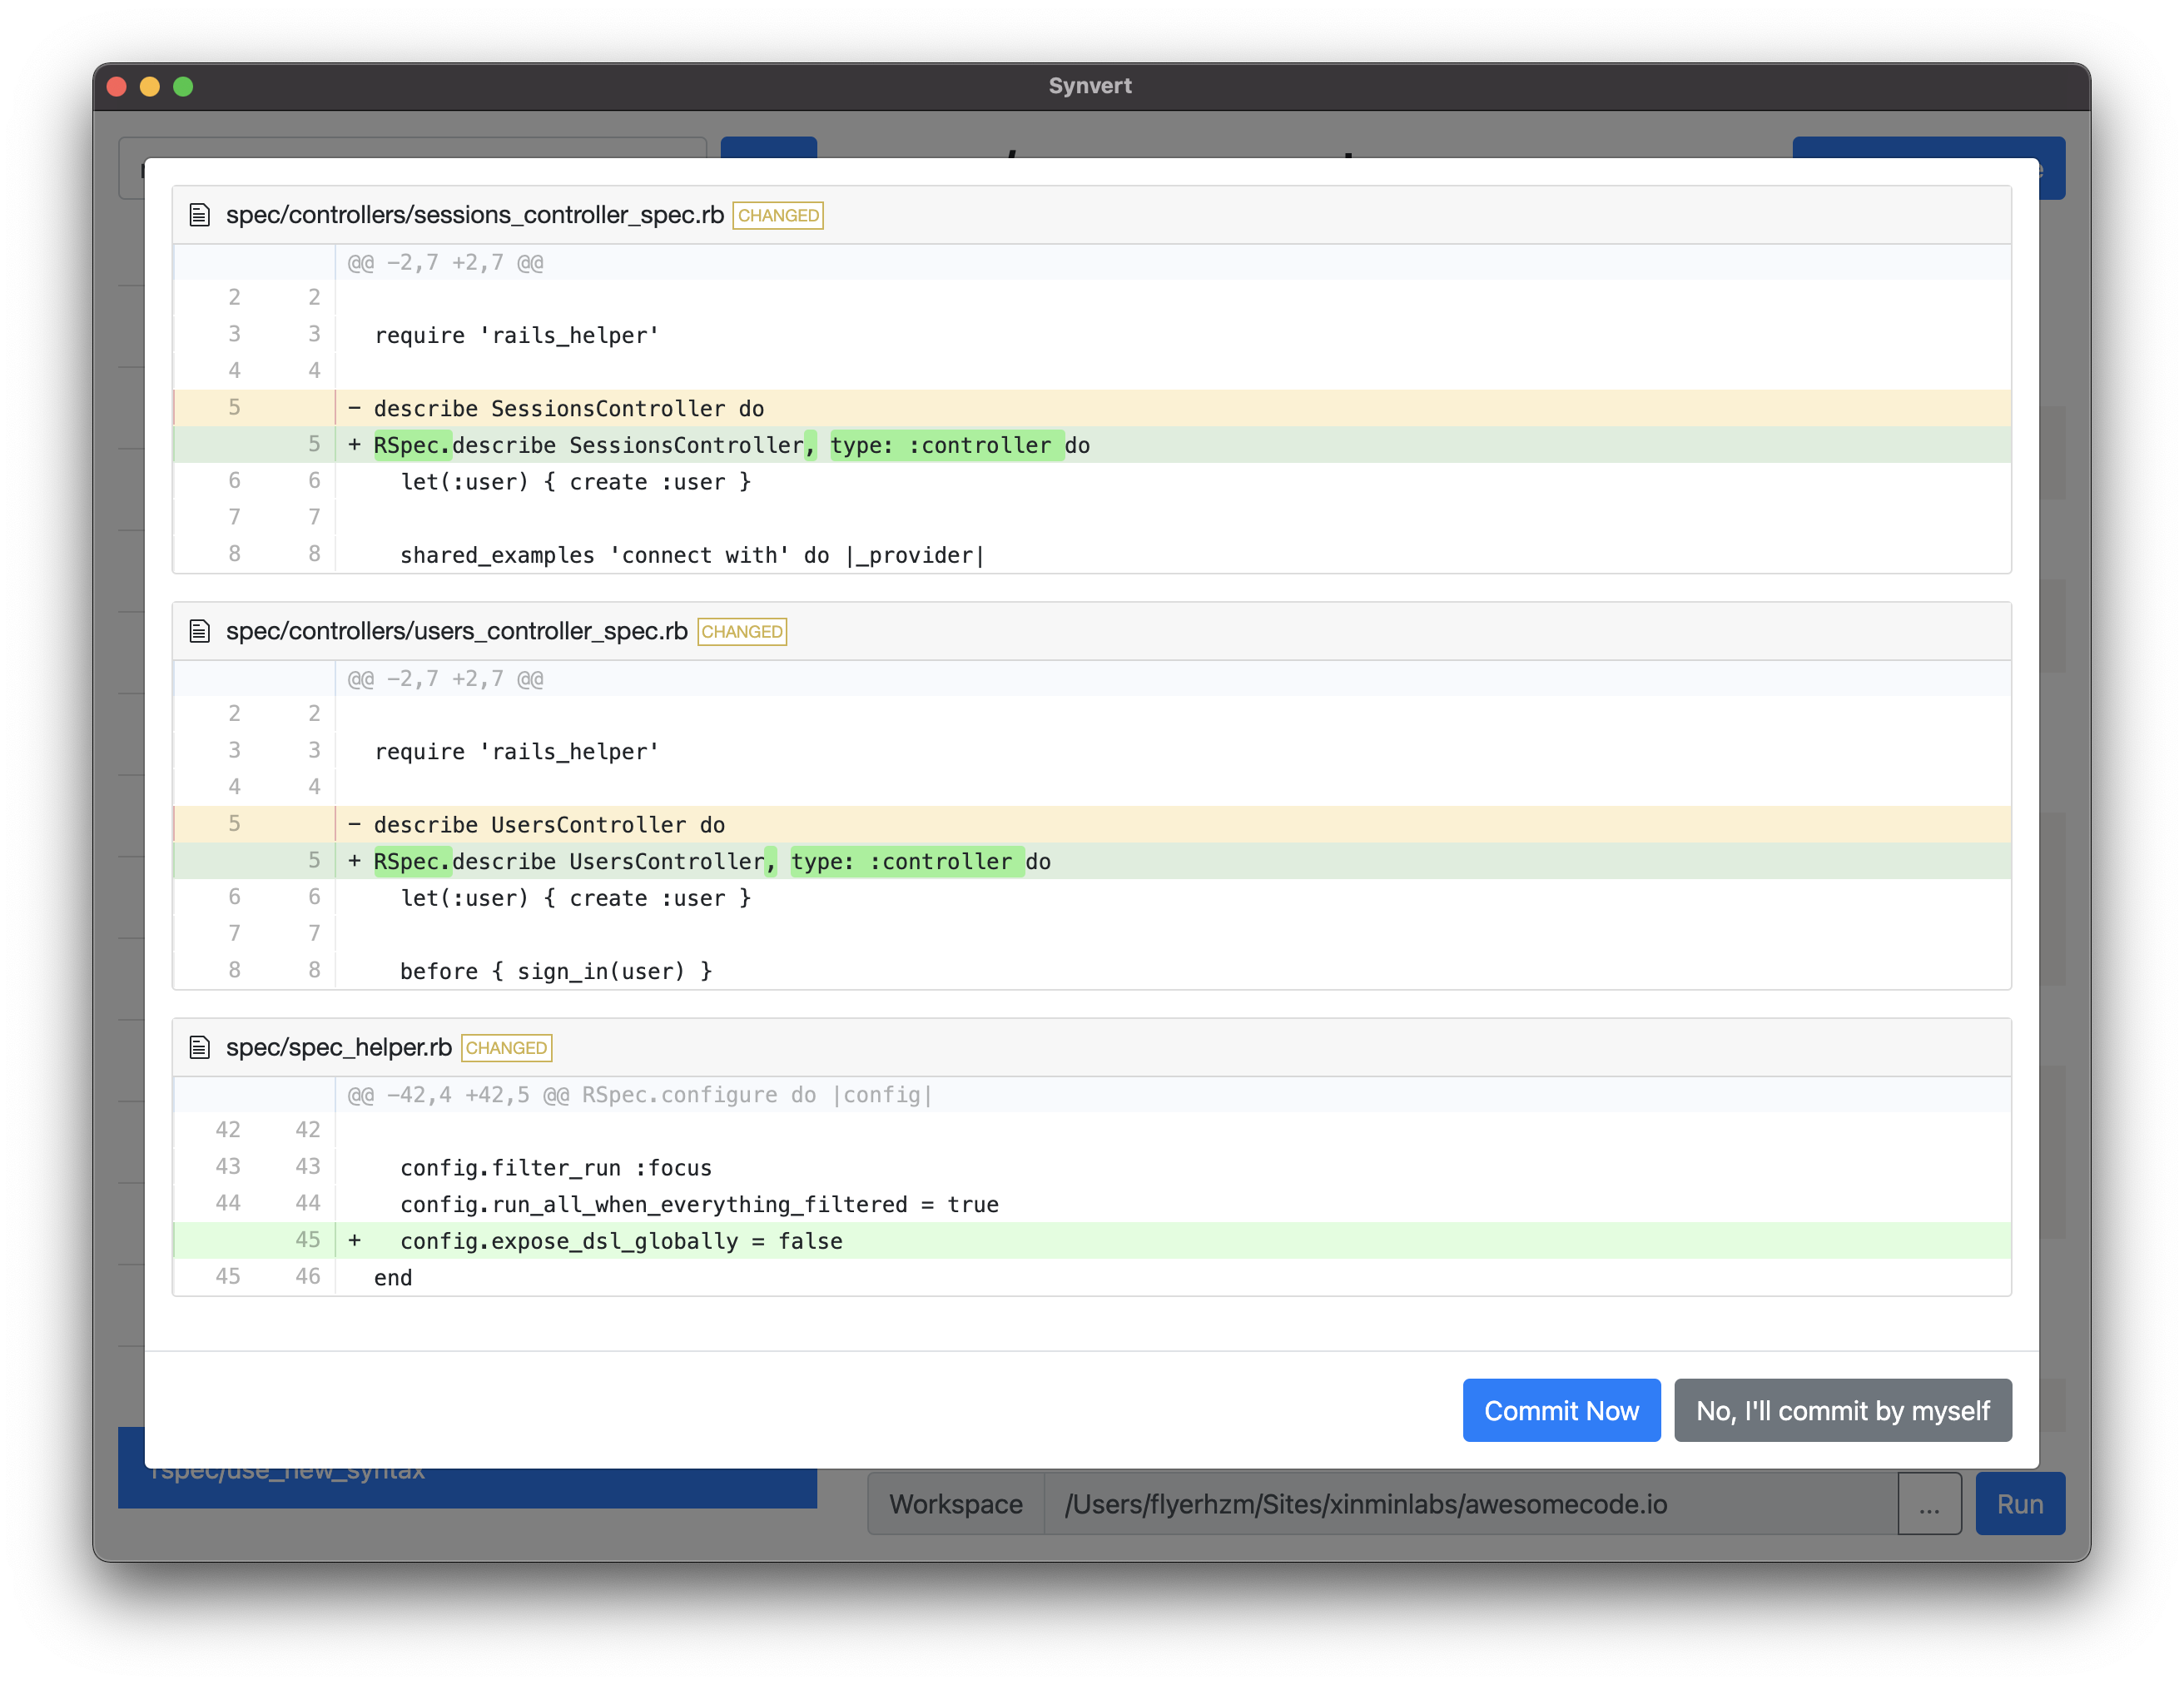 Synvert
spec/controllers/sessions_controller_spec.rb CHANGED
@@ -2,7 +2,7 @@
2 2
3 3 require 'rails_helper'
4 4
5 - describe SessionsController do
5 + RSpec.describe SessionsController, type: :controller do
6 6 let(:user) { create :user }
7 7
8 8 shared_examples 'connect with' do |_provider|
spec/controllers/users_controller_spec.rb CHANGED
@@ -2,7 +2,7 @@
2 2
3 3 require 'rails_helper'
4 4
5 - describe UsersController do
5 + RSpec.describe UsersController, type: :controller do
6 6 let(:user) { create :user }
7 7
8 8 before { sign_in(user) }
spec/spec_helper.rb CHANGED
@@ -42,4 +42,5 @@ RSpec.configure do |config|
42 42
43 43 config.filter_run :focus
44 44 config.run_all_when_everything_filtered = true
45 + config.expose_dsl_globally = false
45 46 end
Commit Now No, I'll commit by myself
rspec/use_new_syntax
Workspace /Users/flyerhzm/Sites/xinminlabs/awesomecode.io ... Run